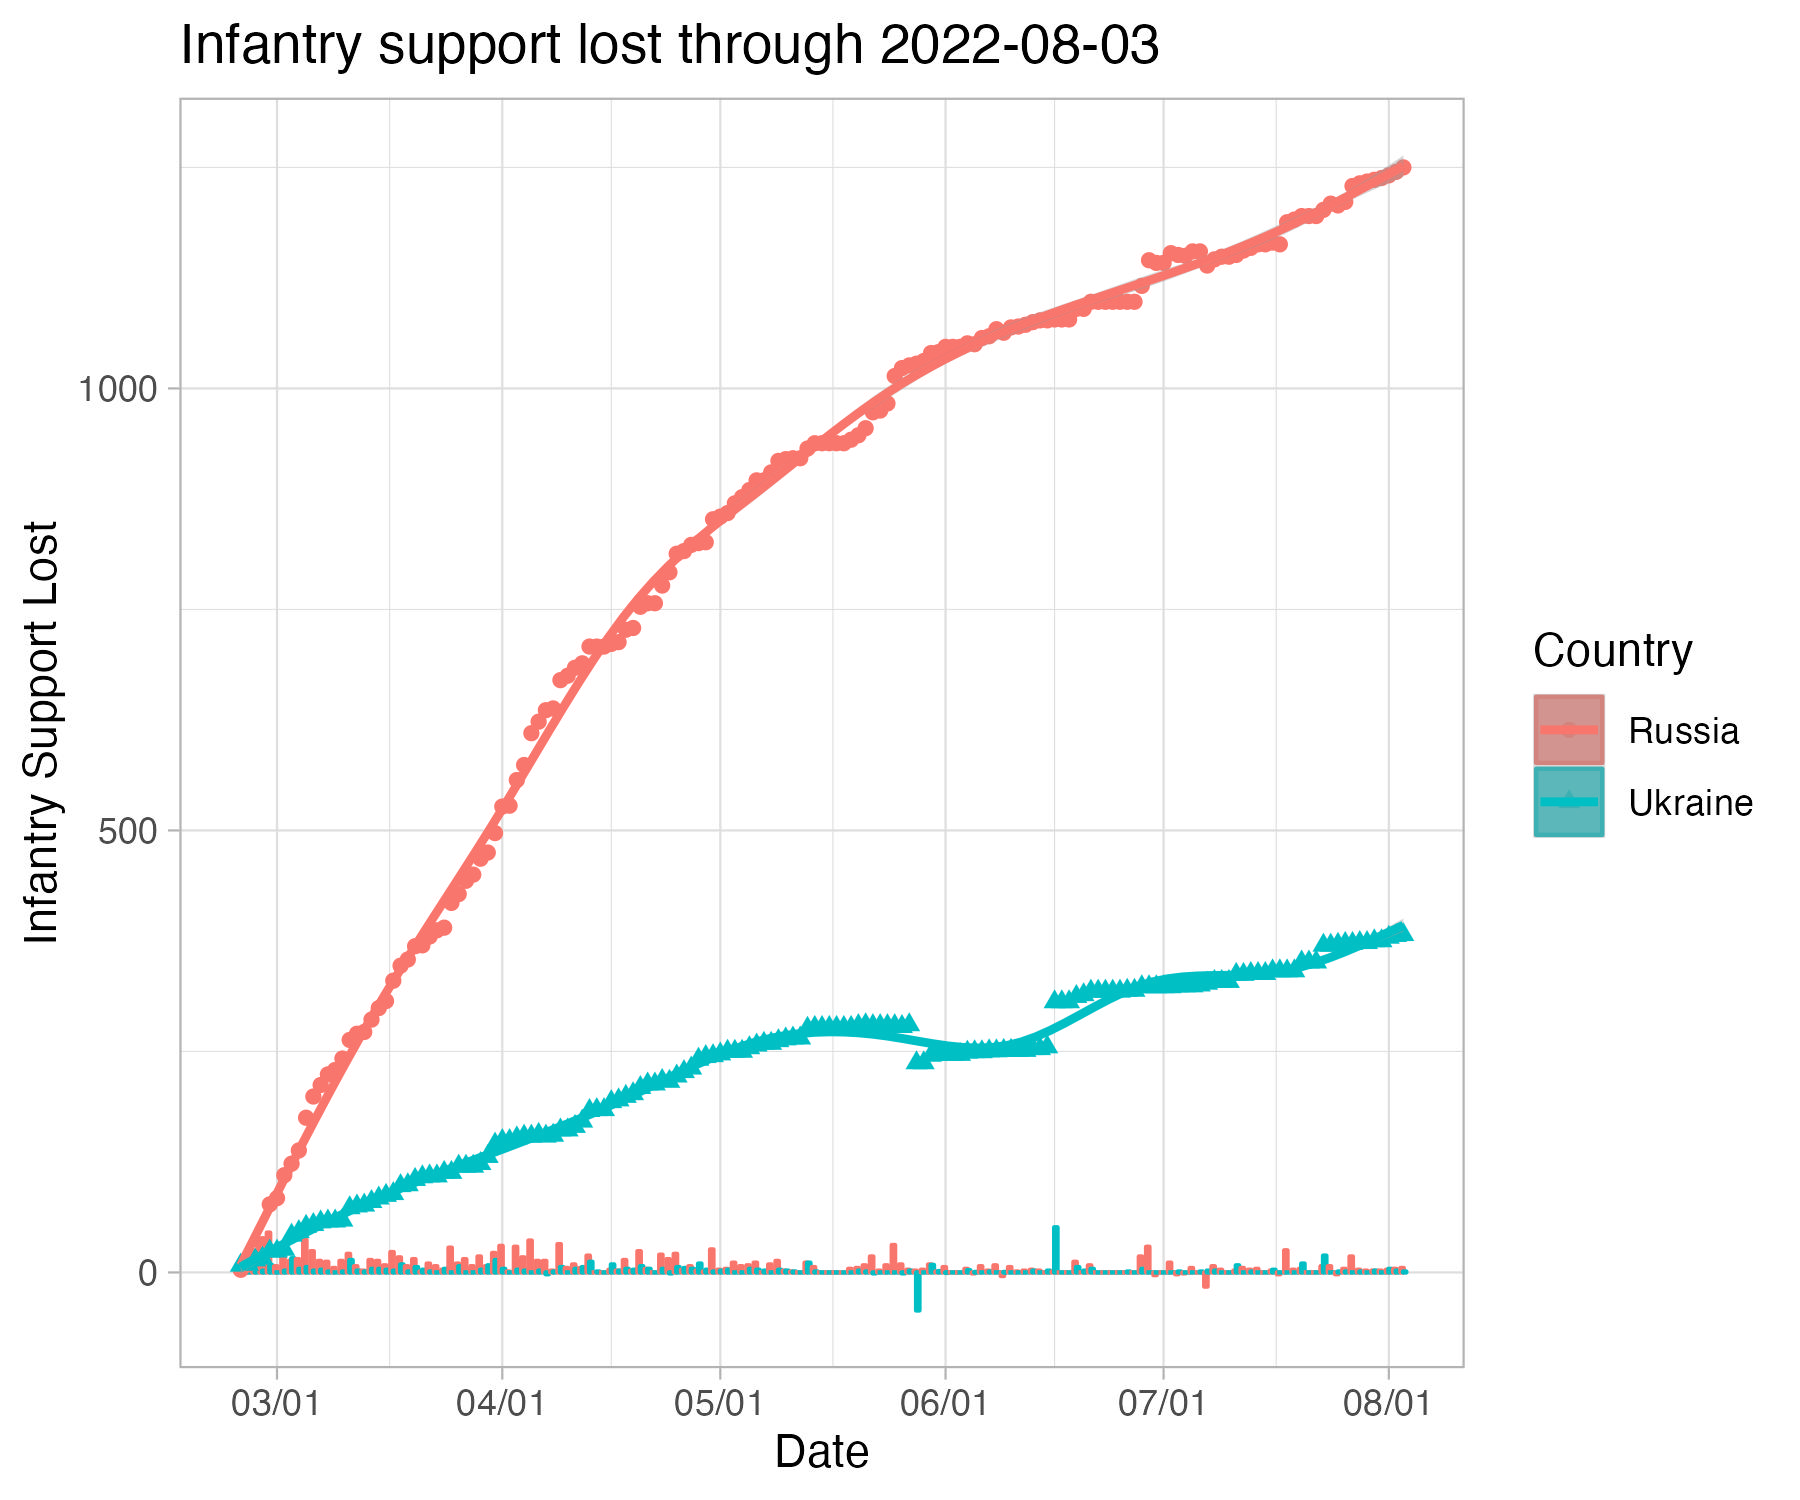 Infantry support lost through 2022-08-03
Infantry Support Lost
1000
500
0
03/01 04/01 05/01 06/01 07/01 08/01
Date
Country
Russia
Ukraine